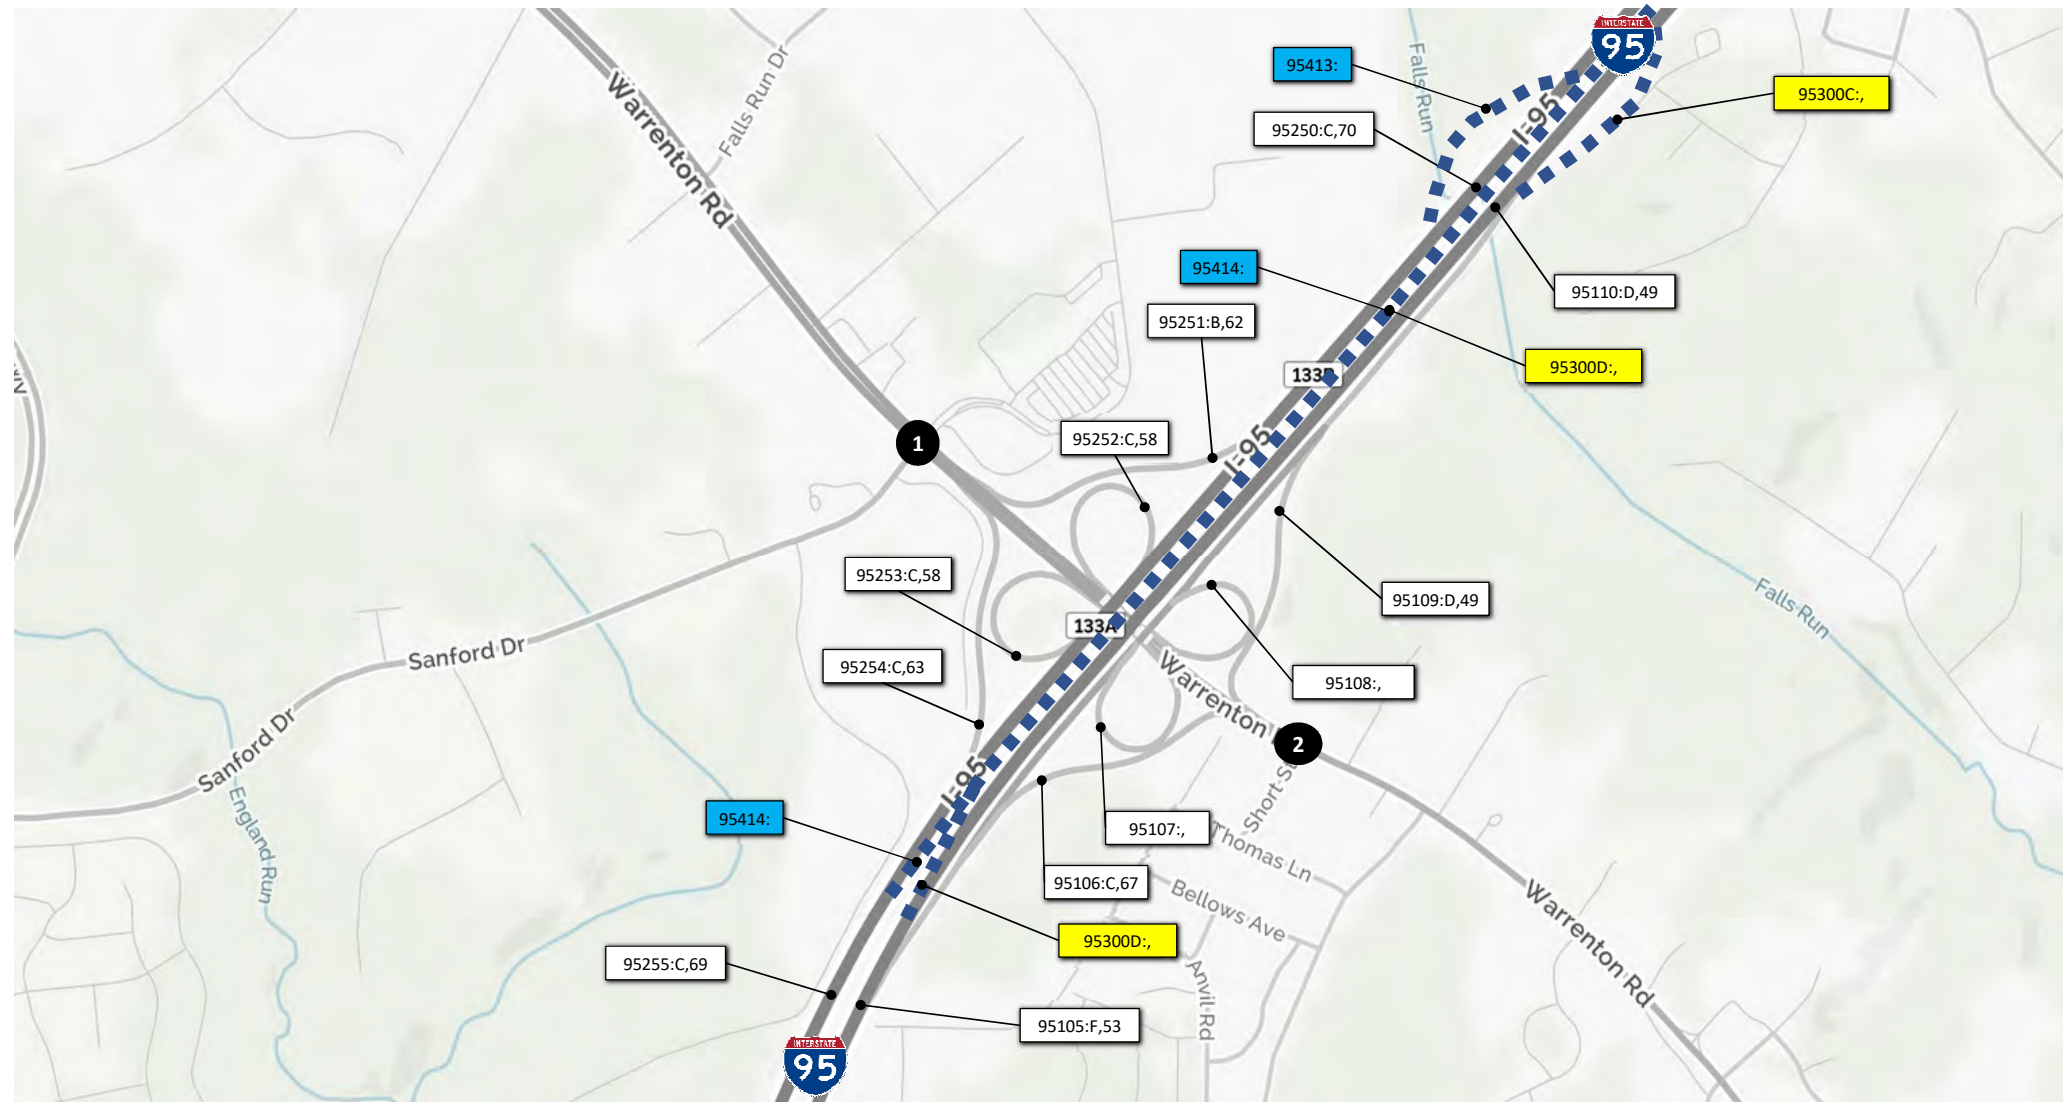 INTERSTATE
95
95413:
95300C:,
Falls Run Dr
Falls Run
Warrenton Rd
I-95
95250:C,70
95414:
95110:D,49
95251:B,62
95300D:,
133B
1
95252:C,58
I-95
95253:C,58
95109:D,49
Falls Run
133A
Sanford Dr
95254:C,63
Warrenton
95108:,
2
Sanford Dr
I-95
Short St
England Run
95414:
95107:,
Thomas Ln
95106:C,67
Bellows Ave
Warrenton Rd
95300D:,
95255:C,69
Anvil Rd
95105:F,53
INTERSTATE
95